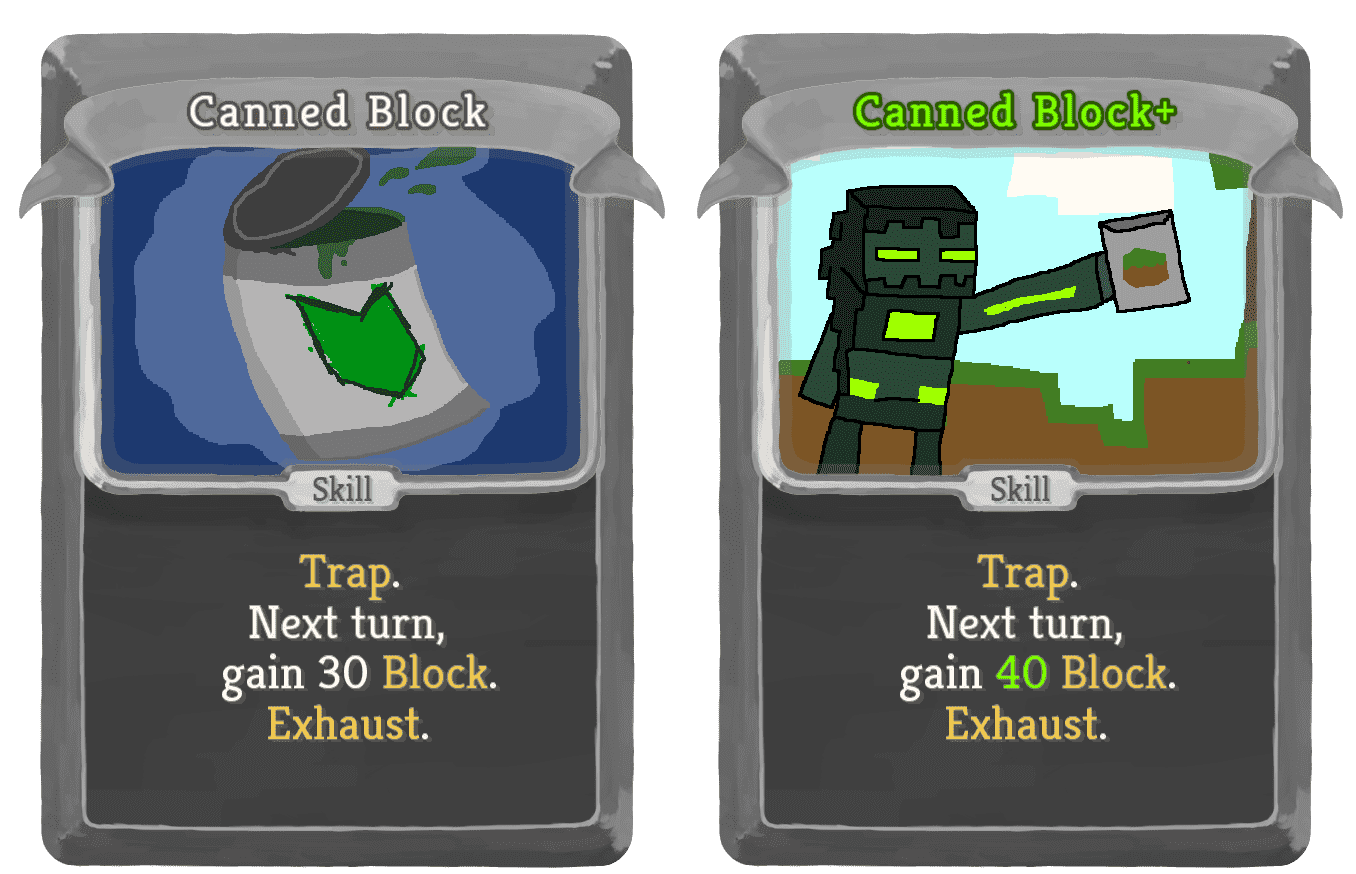 Canned Block
Skill
Trap.
Next turn,
gain 30 Block.
Exhaust.
Canned Block+
Skill
Trap.
Next turn,
gain 40 Block.
Exhaust.